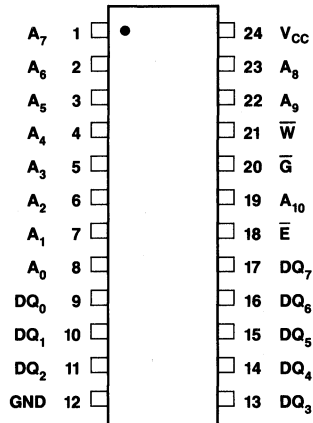 A7 1 24 VCC
A6 2 23 A8
A5 3 22 A9
A4 4 21 W̅
A3 5 20 G̅
A2 6 19 A10
A1 7 18 E̅
A0 8 17 DQ7
DQ0 9 16 DQ6
DQ1 10 15 DQ5
DQ2 11 14 DQ4
GND 12 13 DQ3